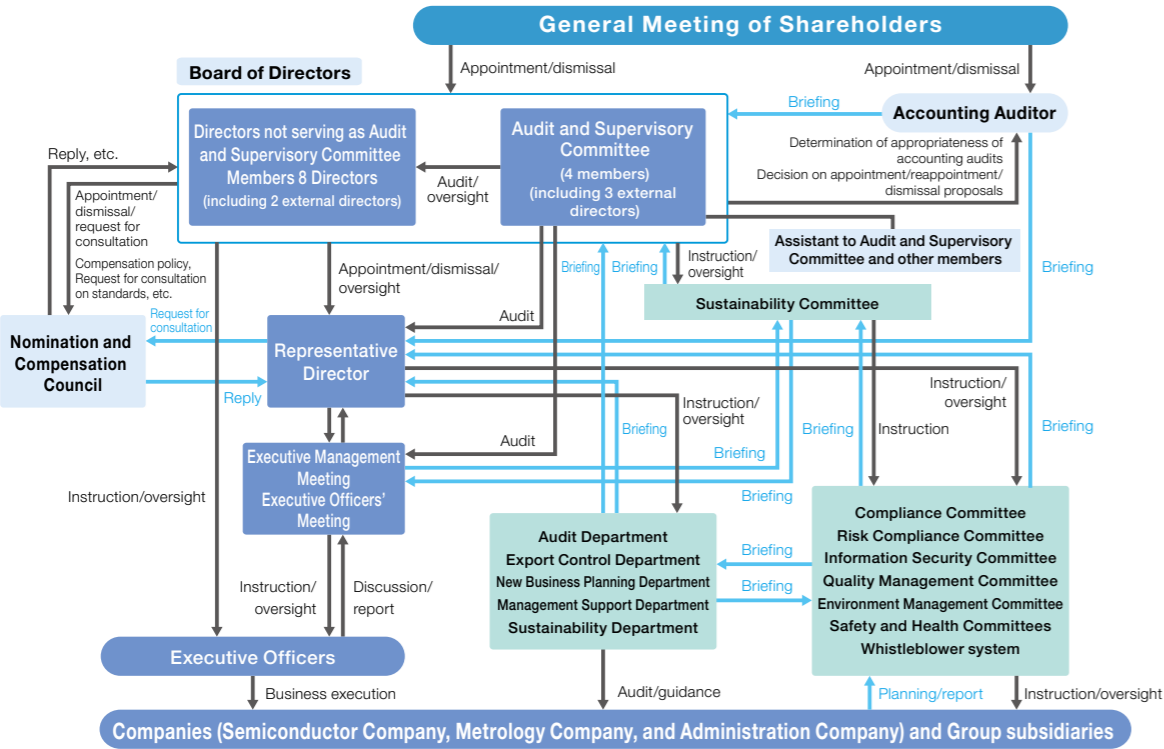 General Meeting of Shareholders
Appointment/dismissal
Appointment/dismissal
Board of Directors
Briefing
Accounting Auditor
Directors not serving as Audit
and Supervisory Committee
Members 8 Directors
(including 2 external directors)
Audit and Supervisory
Committee
(4 members)
(including 3 external
directors)
Audit/
oversight
Determination of appropriateness of
accounting audits
Decision on appointment/reappointment/
dismissal proposals
Reply, etc.
Appointment/
dismissal/
request for
consultation
Compensation policy,
Request for consultation
on standards, etc.
Assistant to Audit and Supervisory
Committee and other members
Appointment/dismissal/
oversight
Briefing
Briefing
Instruction/
oversight
Briefing
Sustainability Committee
Audit
Request for
consultation
Nomination and
Compensation
Council
Representative
Director
Reply
Instruction/
oversight
Briefing
Instruction/
oversight
Briefing
Instruction
Briefing
Audit
Briefing
Briefing
Executive Management
Meeting
Executive Officers'
Meeting
Instruction/oversight
Audit Department
Export Control Department
New Business Planning Department
Management Support Department
Sustainability Department
Briefing
Briefing
Compliance Committee
Risk Compliance Committee
Information Security Committee
Quality Management Committee
Environment Management Committee
Safety and Health Committees
Whistleblower system
Instruction/
oversight
Discussion/
report
Executive Officers
Business execution
Audit/guidance
Planning/report
Instruction/oversight
Companies (Semiconductor Company, Metrology Company, and Administration Company) and Group subsidiaries